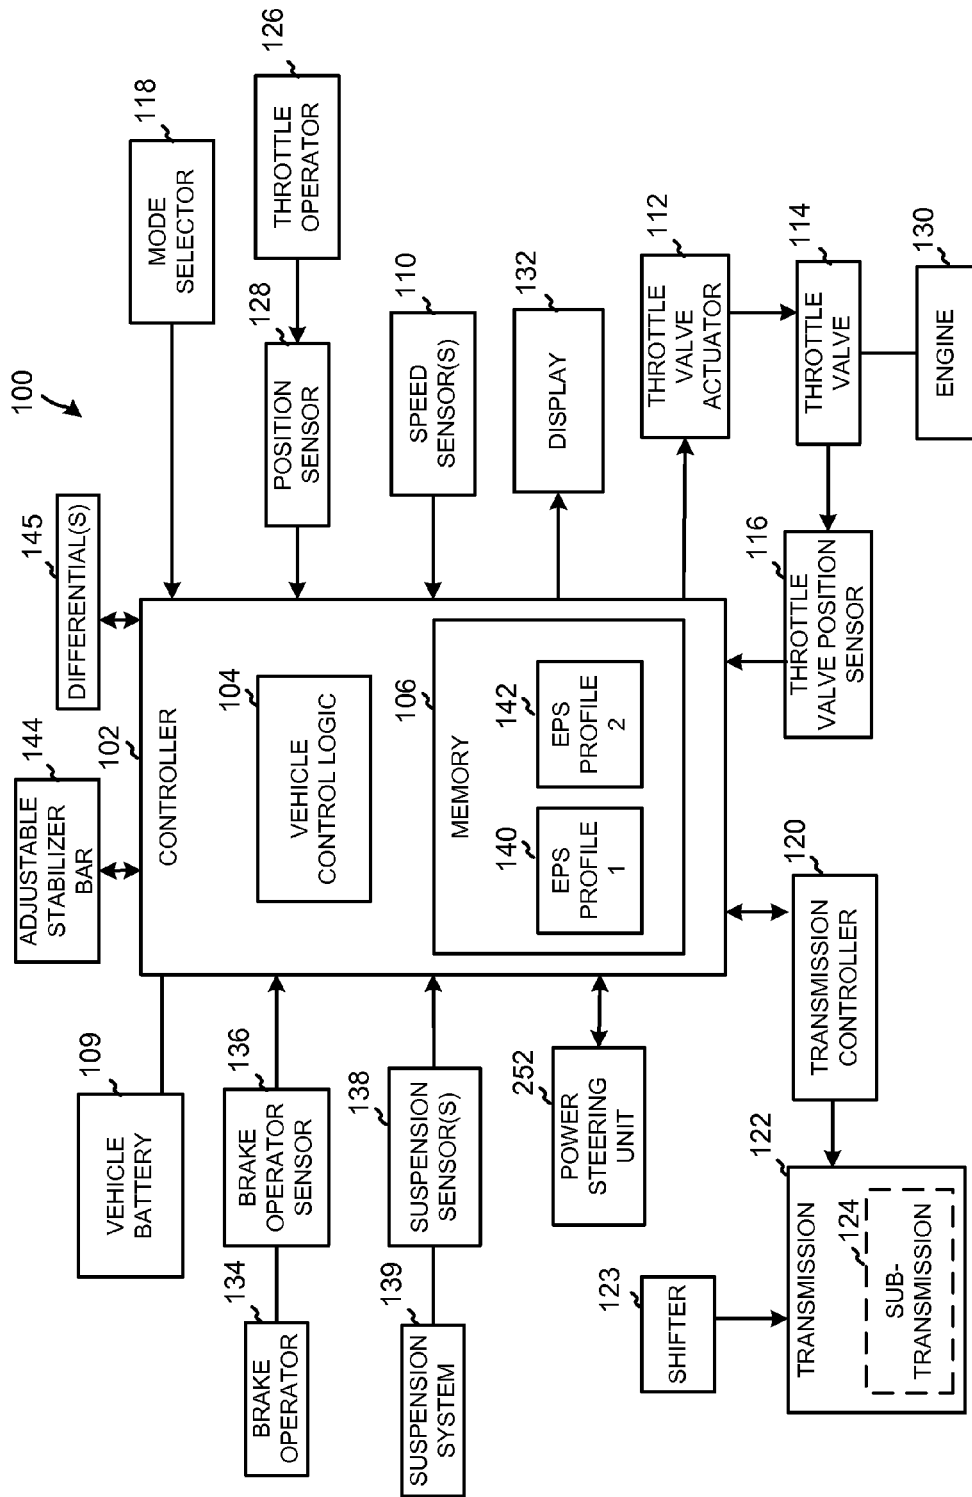 100
MODE
SELECTOR
118
THROTTLE
OPERATOR
126
POSITION
SENSOR
128
SPEED
SENSOR(S)
110
DISPLAY
132
THROTTLE
VALVE
ACTUATOR
112
THROTTLE
VALVE
114
ENGINE
130
THROTTLE
VALVE POSITION
SENSOR
116
DIFFERENTIAL(S)
145
ADJUSTABLE
STABILIZER
BAR
144
CONTROLLER
102
VEHICLE
CONTROL LOGIC
104
MEMORY
106
EPS
PROFILE
1
140
EPS
PROFILE
2
142
VEHICLE
BATTERY
109
BRAKE
OPERATOR
SENSOR
136
BRAKE
OPERATOR
134
SUSPENSION
SENSOR(S)
138
SUSPENSION
SYSTEM
139
POWER
STEERING
UNIT
252
TRANSMISSION
CONTROLLER
120
TRANSMISSION
122
SUB-
TRANSMISSION
124
SHIFTER
123